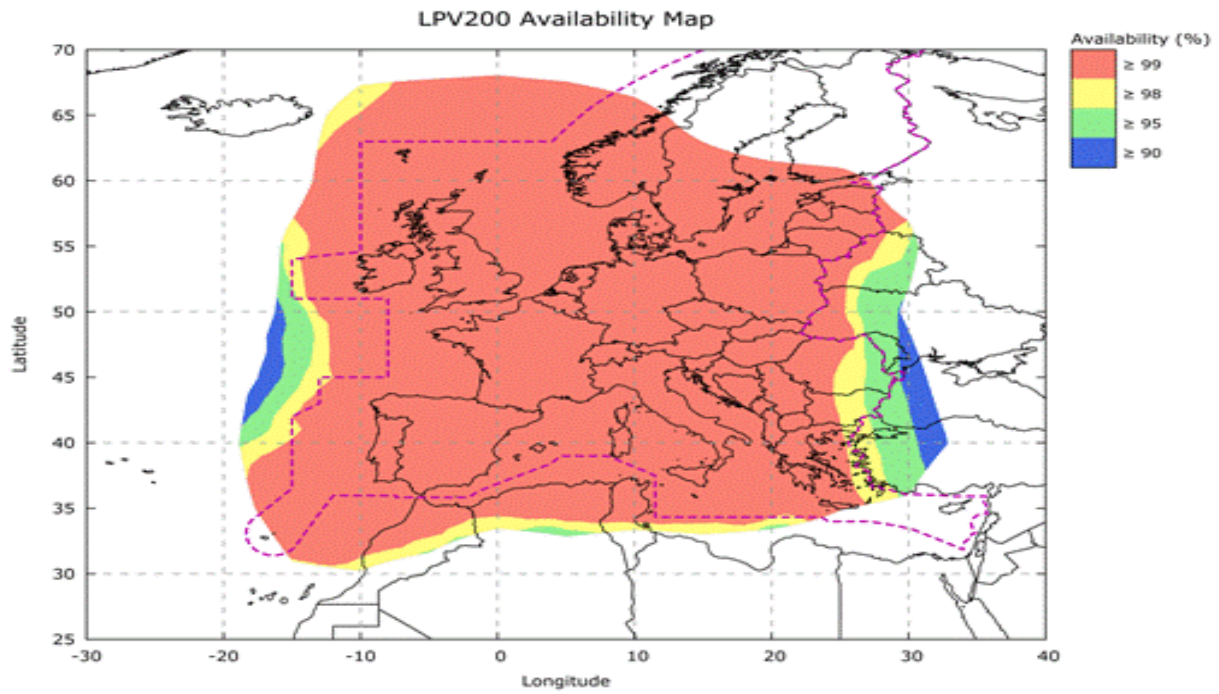 LPV200 Availability Map
Availability (%)
≥ 99
≥ 98
≥ 95
≥ 90
70
65
60
55
50
45
40
35
30
25
Latitude
-30 -20 -10 0 10 20 30 40
Longitude